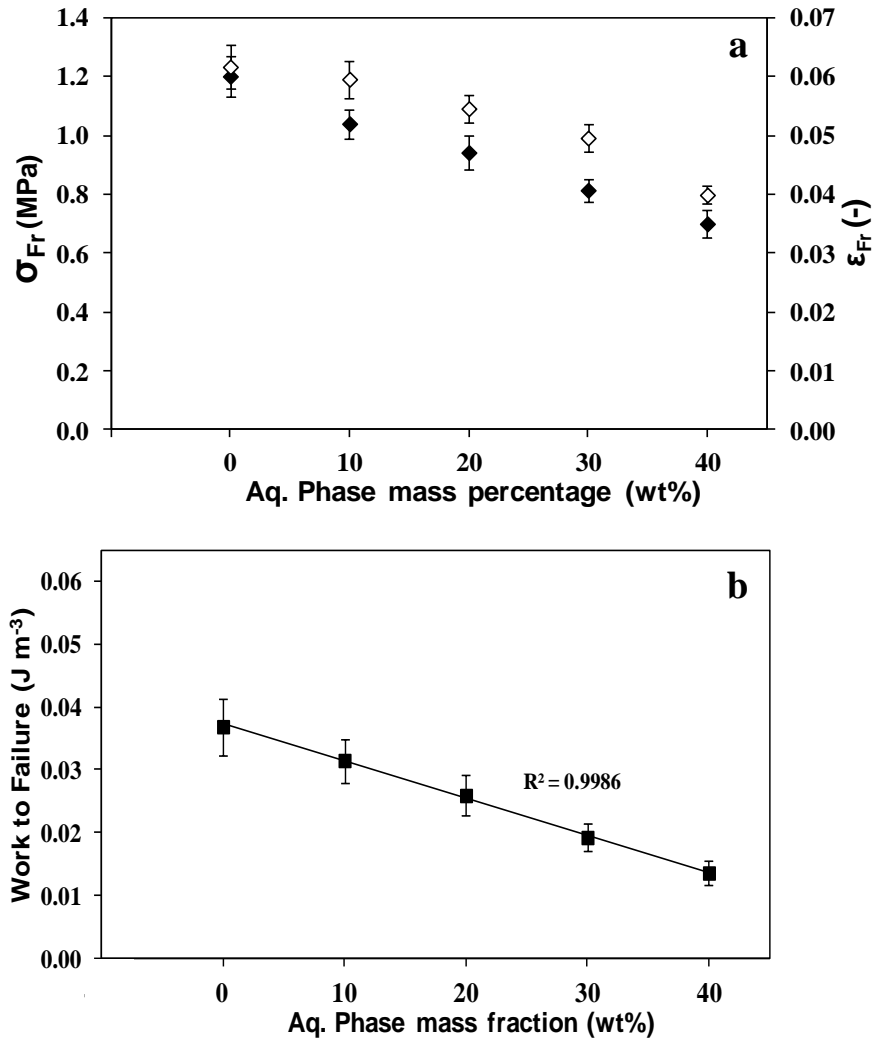 a
1.4
1.2
1.0
0.8
0.6
0.4
0.2
0.0
σFr (MPa)
0.07
0.06
0.05
0.04
0.03
0.02
0.01
0.00
εFr (-)
0 10 20 30 40
Aq. Phase mass percentage (wt%)
b
0.06
0.05
0.04
0.03
0.02
0.01
0.00
Work to Failure (J m-3)
R² = 0.9986
0 10 20 30 40
Aq. Phase mass fraction (wt%)